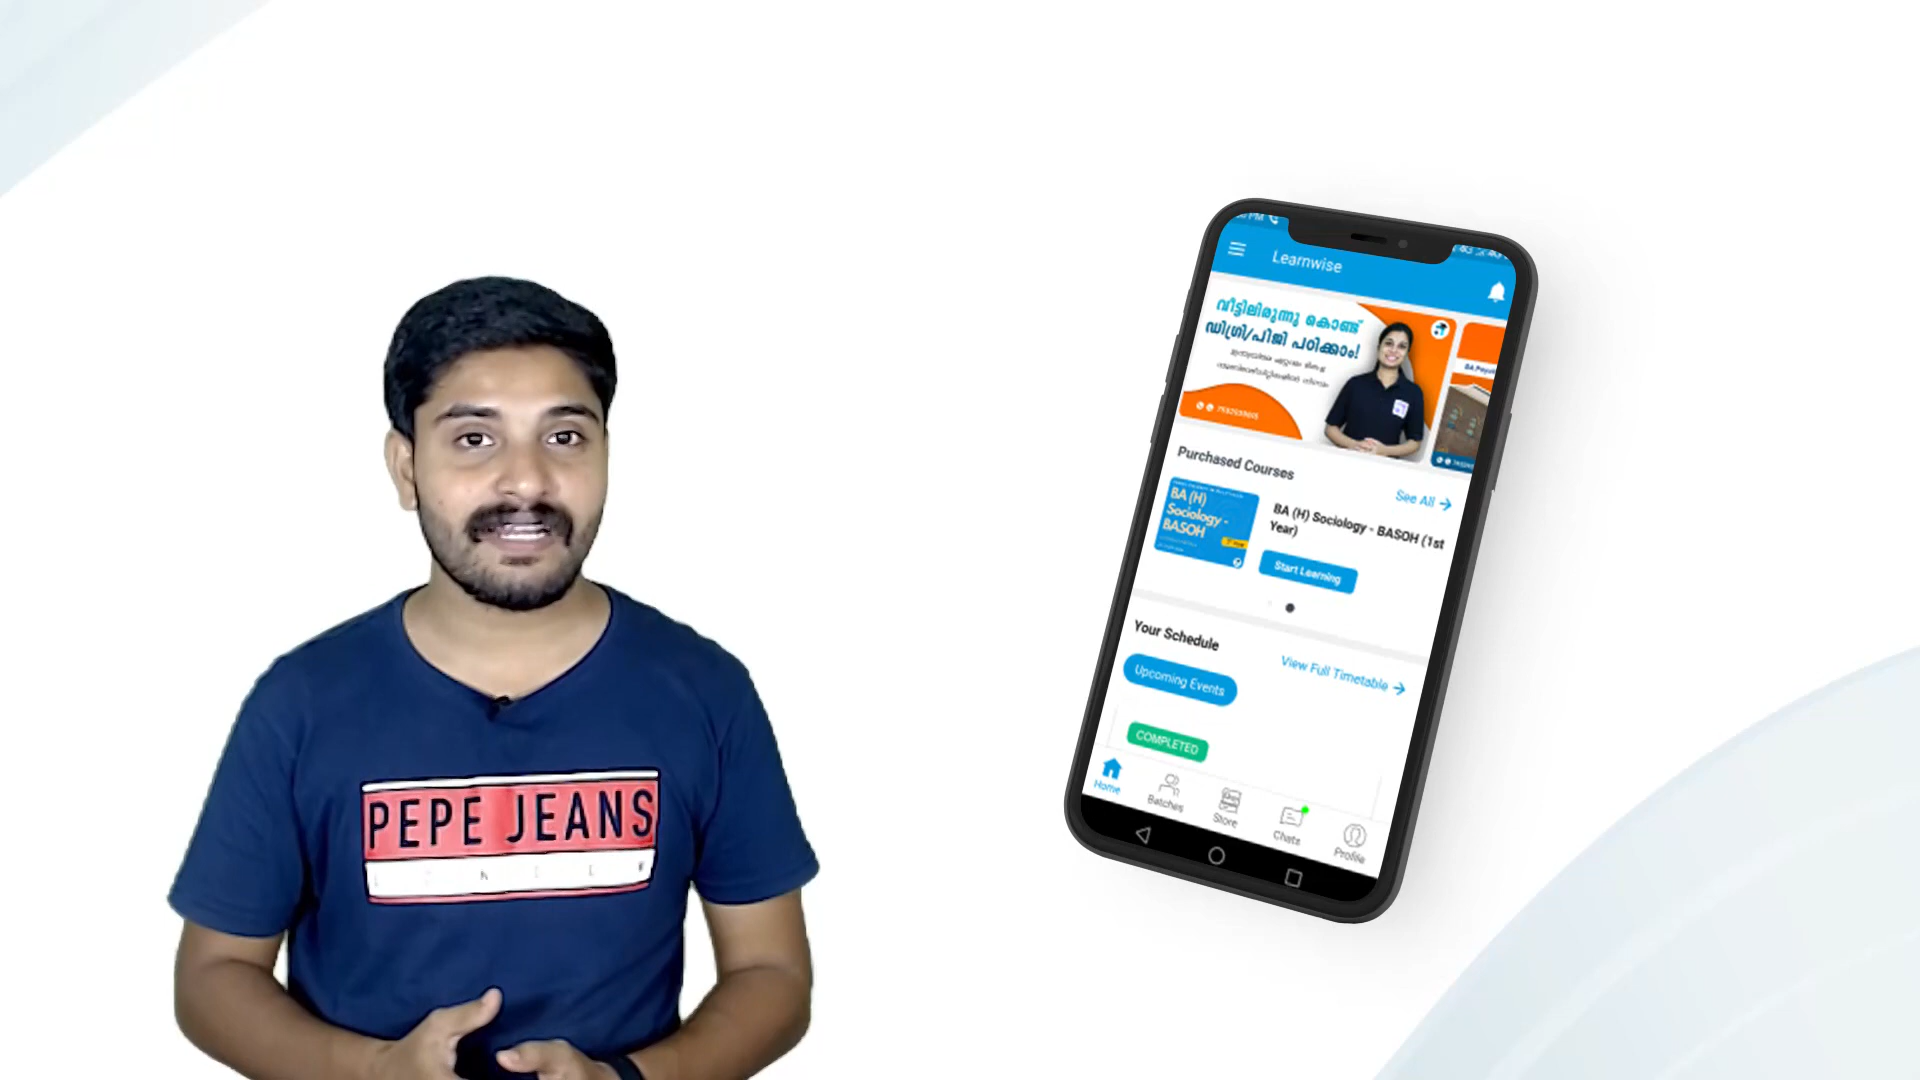 PEPE JEANS
PM
Learnwise
വീട്ടിലിരുന്നു കൊണ്ട്
ഡിഗ്രി/പിജി പഠിക്കാം!
Purchased Courses
See All
BA (H)
Sociology -
BASOH
BA (H) Sociology - BASOH (1st
Year)
Start Learning
Your Schedule
View Full Timetable
Upcoming Events
COMPLETED
Home
Batches
Store
Chats
Profile